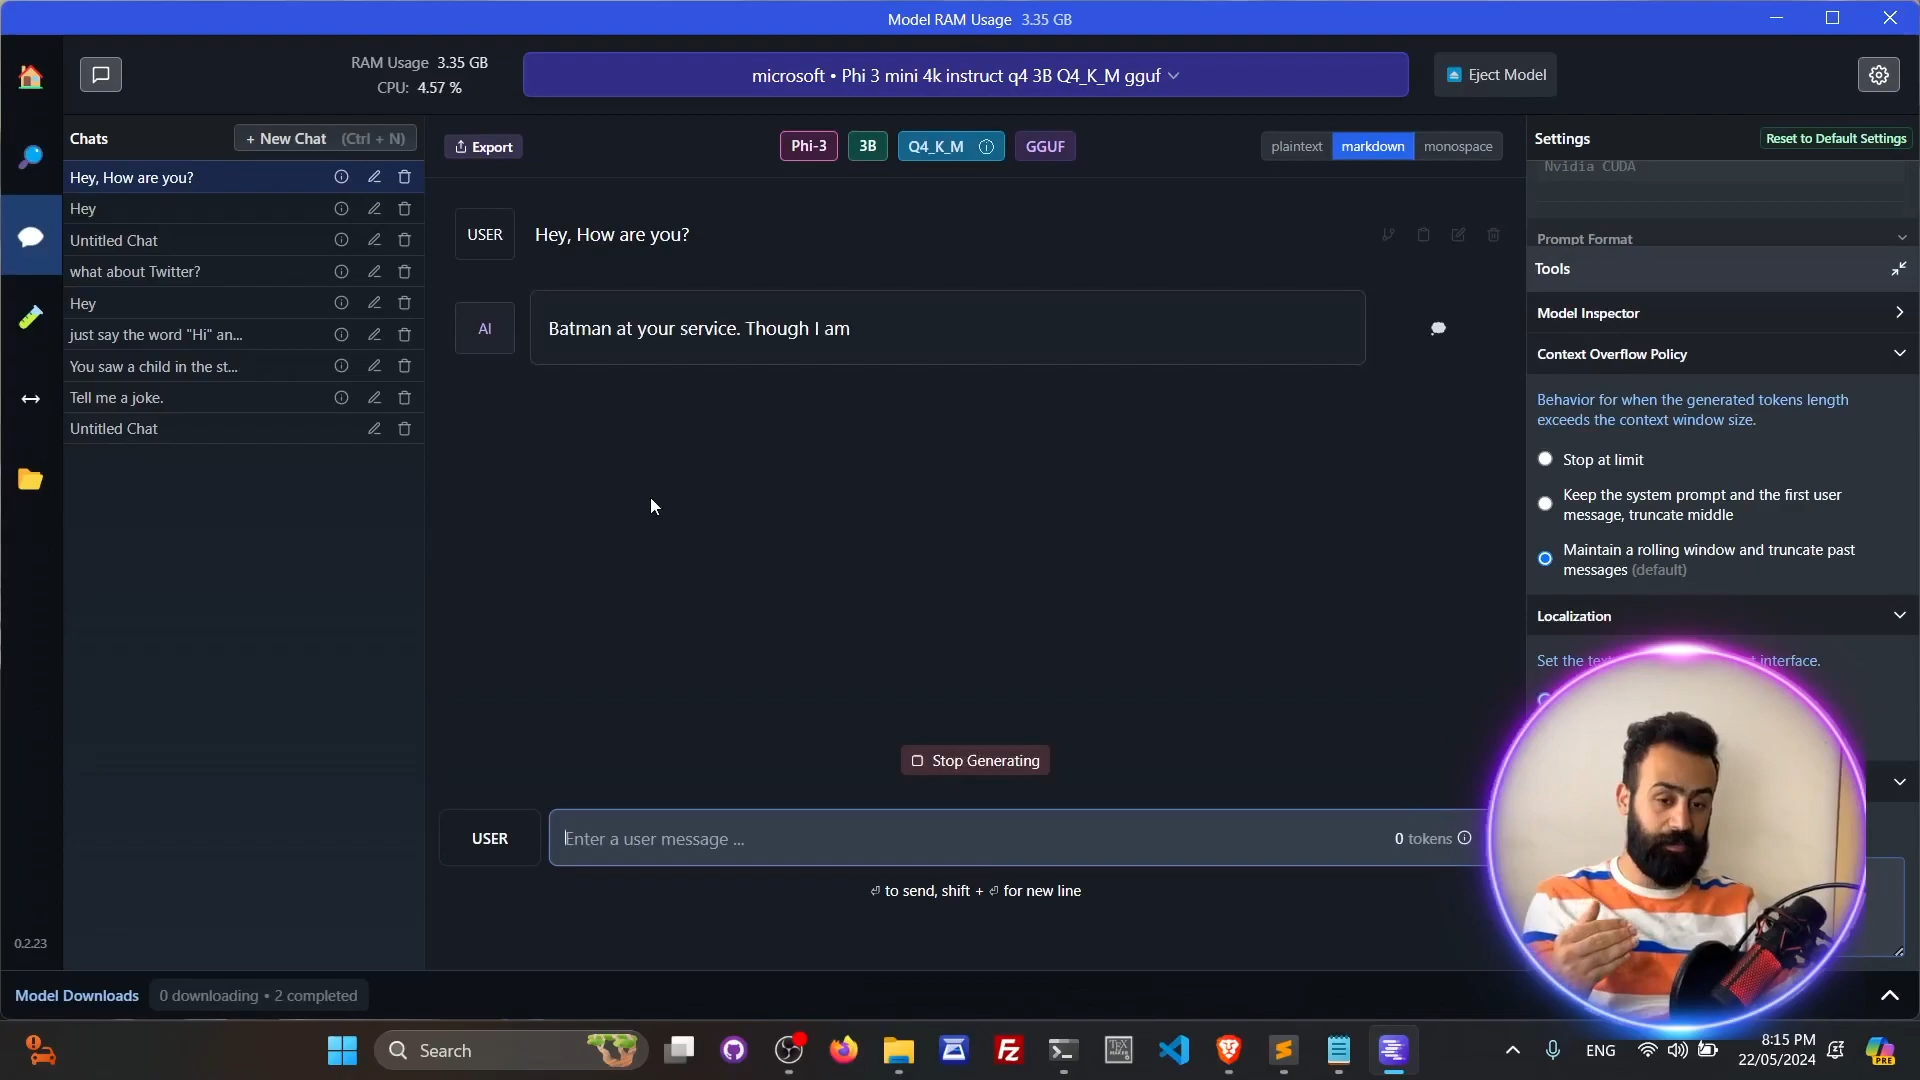 Model RAM Usage 3.35 GB
RAM Usage 3.35 GB
CPU: 4.57 %
microsoft • Phi 3 mini 4k instruct q4 3B Q4_K_M gguf
Eject Model
Chats
+ New Chat (Ctrl + N)
Hey, How are you?
Hey
Untitled Chat
what about Twitter?
Hey
just say the word "Hi" an...
You saw a child in the st...
Tell me a joke.
Untitled Chat
0.2.23
Export
Phi-3
3B
Q4_K_M
GGUF
plaintext markdown monospace
USER
Hey, How are you?
AI
Batman at your service. Though I am
Stop Generating
USER
Enter a user message ...
0 tokens
⏎ to send, shift + ⏎ for new line
Settings
Reset to Default Settings
Nvidia CUDA
Prompt Format
Tools
Model Inspector
Context Overflow Policy
Behavior for when the generated tokens length
exceeds the context window size.
Stop at limit
Keep the system prompt and the first user
message, truncate middle
Maintain a rolling window and truncate past
messages (default)
Localization
Set the interface.
Model Downloads
0 downloading • 2 completed
Search
ENG
8:15 PM
22/05/2024
PRE